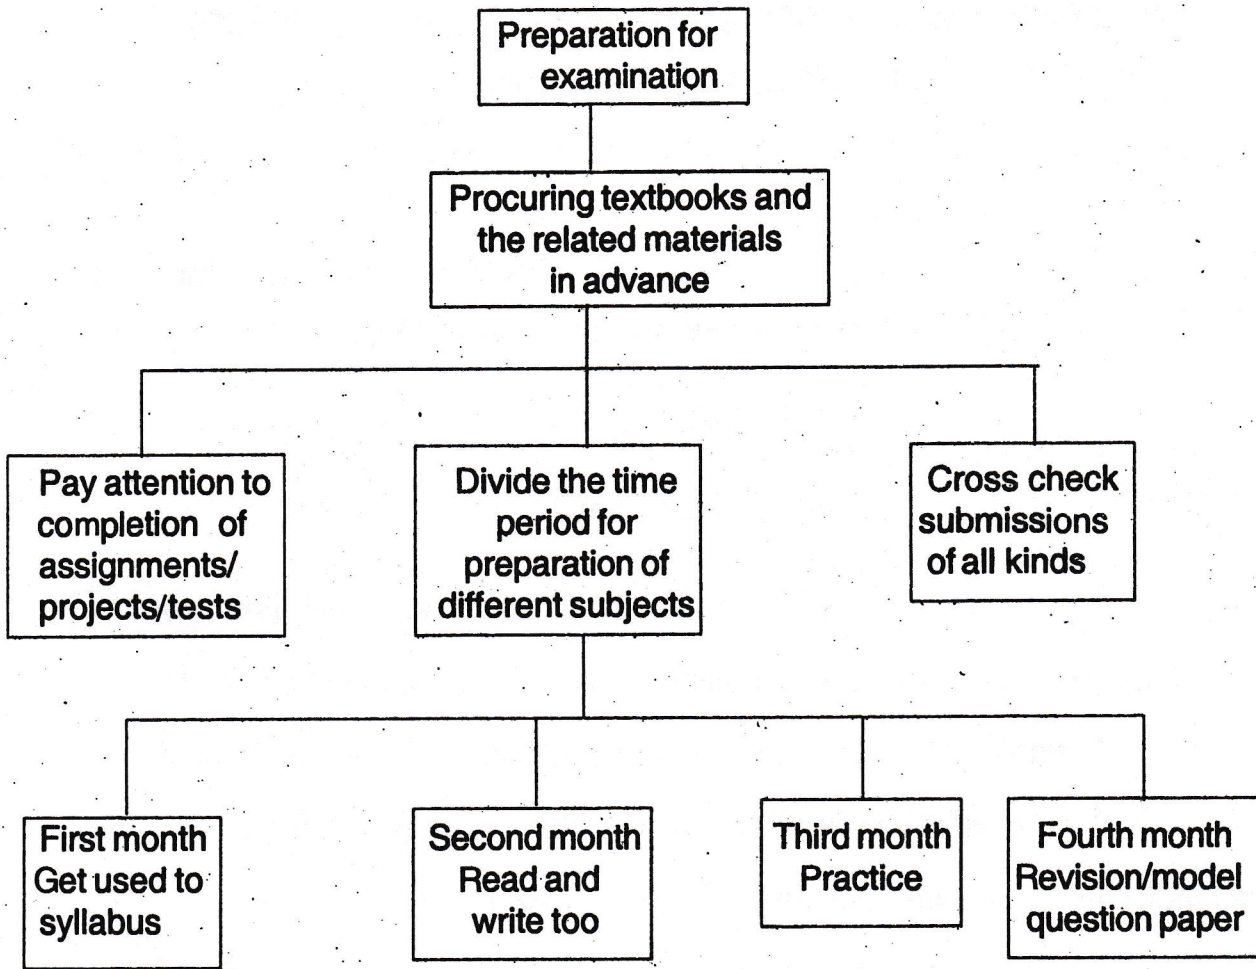 Preparation for
examination
Procuring textbooks and
the related materials
in advance
Pay attention to
completion of
assignments/
projects/tests
Divide the time
period for
preparation of
different subjects
Cross check
submissions
of all kinds
First month
Get used to
syllabus
Second month
Read and
write too
Third month
Practice
Fourth month
Revision/model
question paper